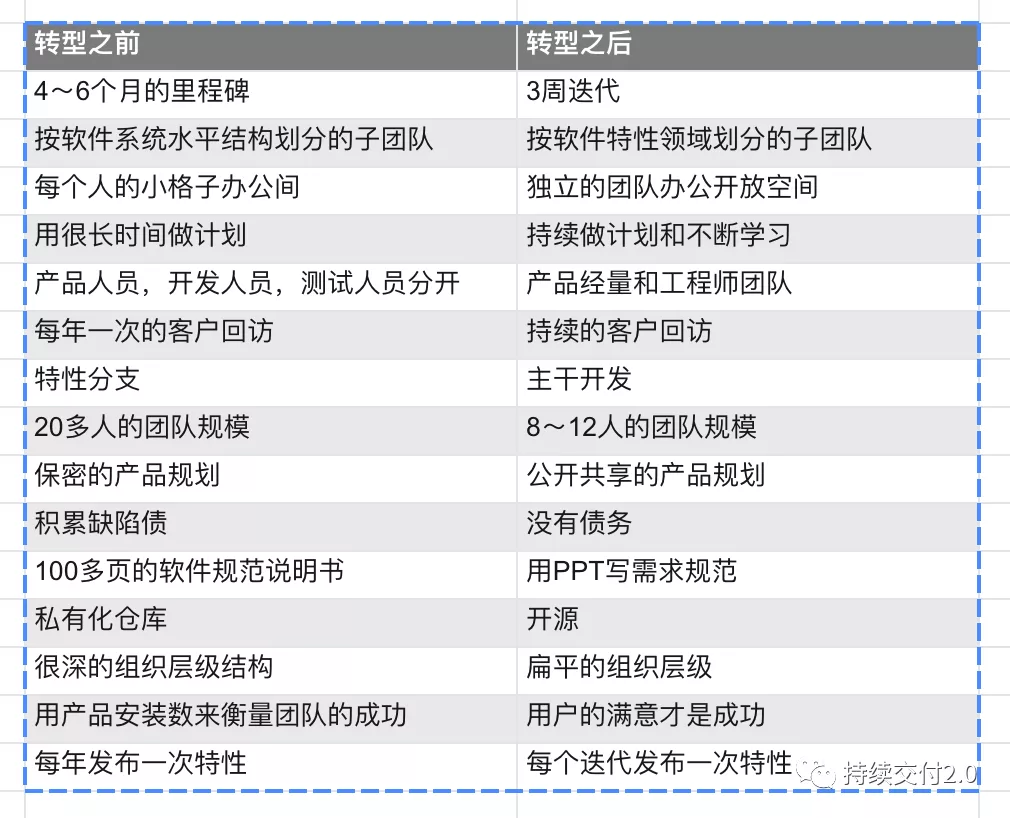 转型之前 转型之后
4～6个月的里程碑 3周迭代
按软件系统水平结构划分的子团队 按软件特性领域划分的子团队
每个人的小格子办公间 独立的团队办公开放空间
用很长时间做计划 持续做计划和不断学习
产品人员，开发人员，测试人员分开 产品经量和工程师团队
每年一次的客户回访 持续的客户回访
特性分支 主干开发
20多人的团队规模 8～12人的团队规模
保密的产品规划 公开共享的产品规划
积累缺陷债 没有债务
100多页的软件规范说明书 用PPT写需求规范
私有化仓库 开源
很深的组织层级结构 扁平的组织层级
用产品安装数来衡量团队的成功 用户的满意才是成功
每年发布一次特性 每个迭代发布一次特性
持续交付2.0